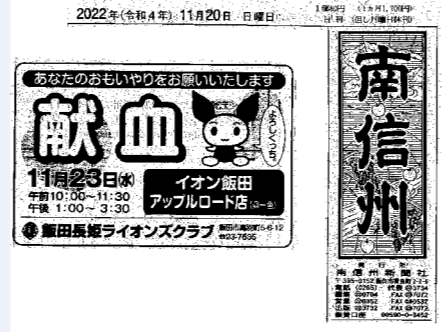 2022年(令和4年)11月20日 日曜日
あなたのおもいやりをお願いいたします
献血
よろしくっち!
11月23日(水)
午前10:00〜11:30
午後 1:00〜 3:30
イオン飯田
アップルロード店
飯田長姫ライオンズクラブ
☎23-7635
南信州
発行所
南信州新聞社